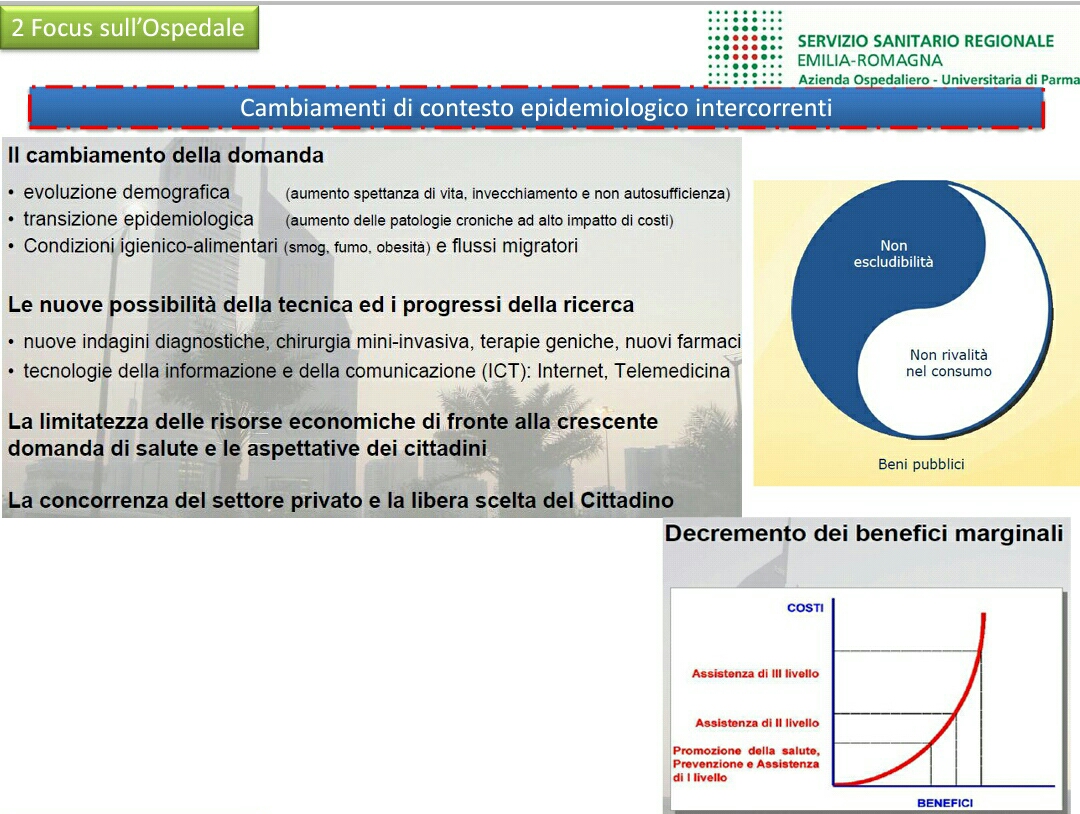 2 Focus sull'Ospedale
SERVIZIO SANITARIO REGIONALE
EMILIA-ROMAGNA
Azienda Ospedaliero - Universitaria di Parma
Cambiamenti di contesto epidemiologico intercorrenti
Il cambiamento della domanda
• evoluzione demografica (aumento spettanza di vita, invecchiamento e non autosufficienza)
• transizione epidemiologica (aumento delle patologie croniche ad alto impatto di costi)
• Condizioni igienico-alimentari (smog, fumo, obesità) e flussi migratori
Le nuove possibilità della tecnica ed i progressi della ricerca
• nuove indagini diagnostiche, chirurgia mini-invasiva, terapie geniche, nuovi farmaci
• tecnologie della informazione e della comunicazione (ICT): Internet, Telemedicina
La limitatezza delle risorse economiche di fronte alla crescente
domanda di salute e le aspettative dei cittadini
La concorrenza del settore privato e la libera scelta del Cittadino
Non
escludibilità
Non rivalità
nel consumo
Beni pubblici
Decremento dei benefici marginali
COSTI
Assistenza di III livello
Assistenza di II livello
Promozione della salute,
Prevenzione e Assistenza
di I livello
BENEFICI